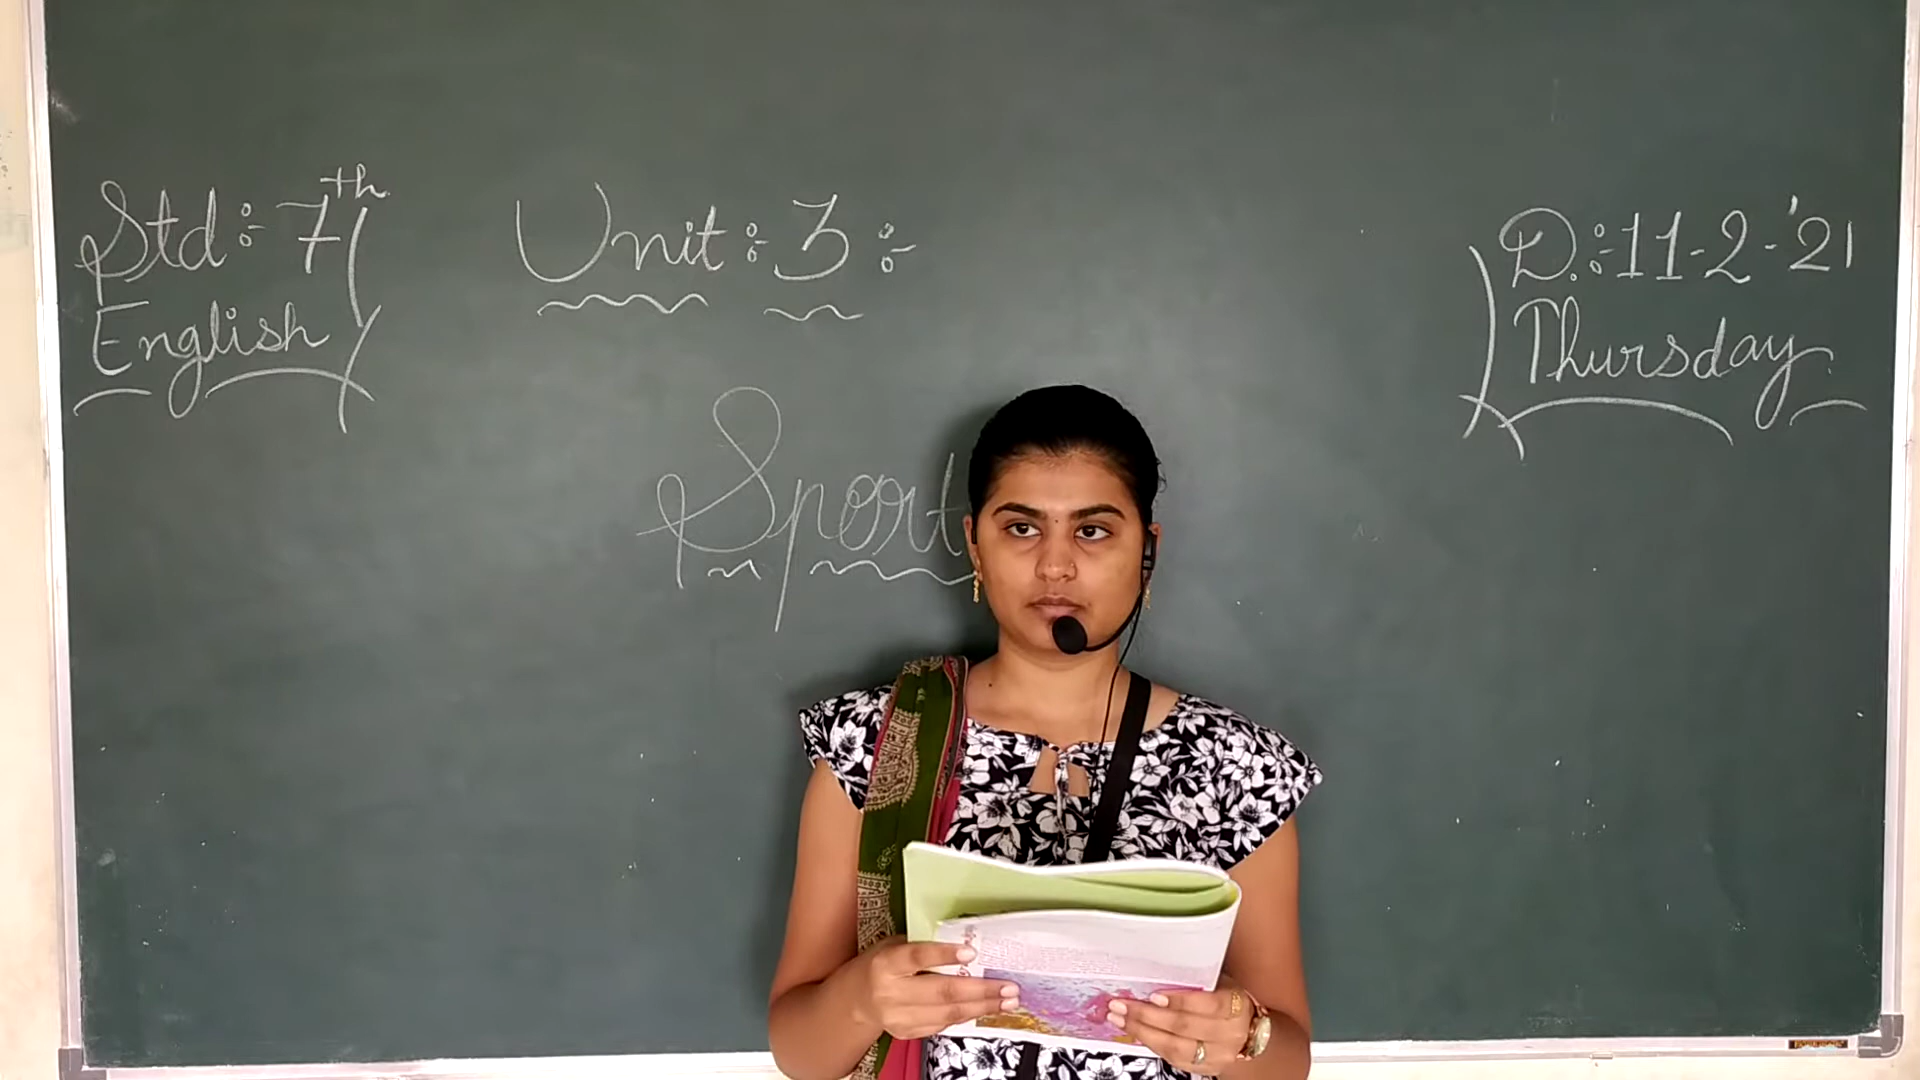 Std : 7th
English
Unit : 3 :-
D. :- 11-2-'21
Thursday
Sport